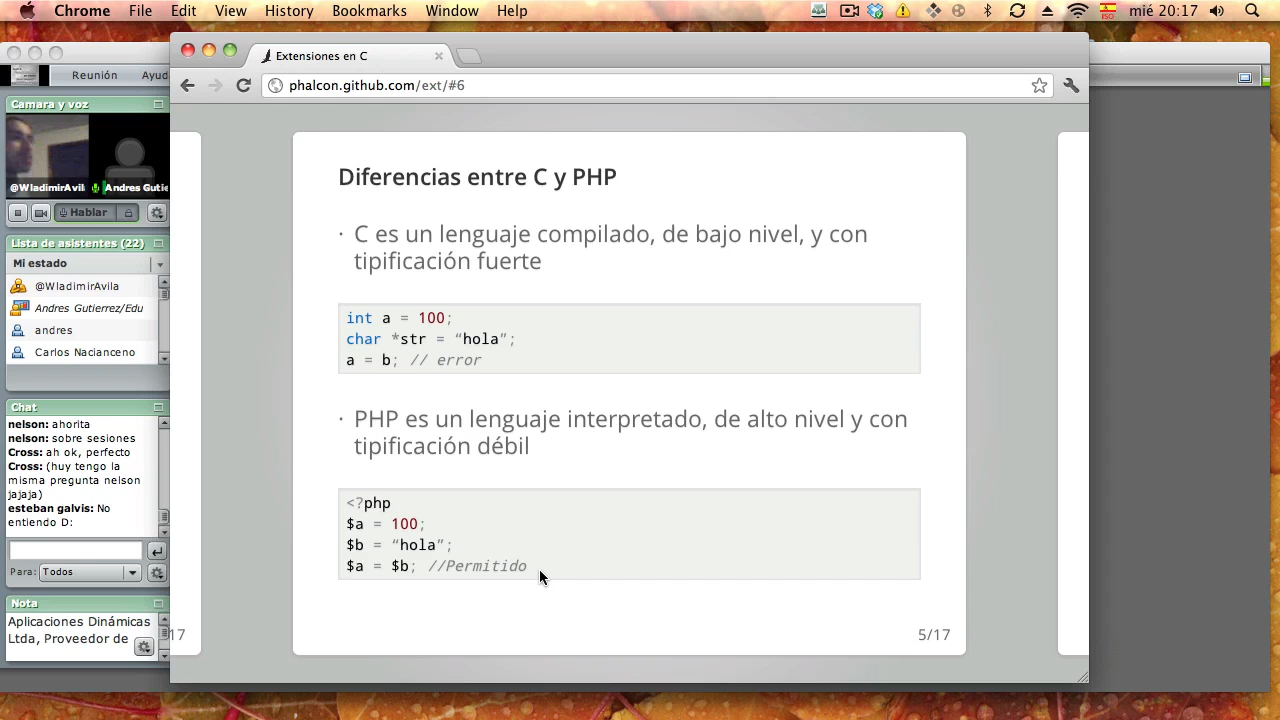 Chrome File Edit View History Bookmarks Window Help
mié 20:17
ISO
Extensiones en C
phalcon.github.com/ext/#6
Reunión Ayud
Camara y voz
@WladimirAvila Andres Gutie
Hablar
Lista de asistentes (22)
Mi estado
@WladimirAvila
Andres Gutierrez/Edu
andres
Carlos Nacianceno
Chat
nelson: ahorita
nelson: sobre sesiones
Cross: ah ok, perfecto
Cross: (huy tengo la
misma pregunta nelson
jajaja)
esteban galvis: No
entiendo D:
Para: Todos
Nota
Aplicaciones Dinámicas
Ltda, Proveedor de
17
Diferencias entre C y PHP
· C es un lenguaje compilado, de bajo nivel, y con
tipificación fuerte
int a = 100;
char *str = “hola”;
a = b; // error
· PHP es un lenguaje interpretado, de alto nivel y con
tipificación débil
<?php
$a = 100;
$b = “hola”;
$a = $b; //Permitido
5/17